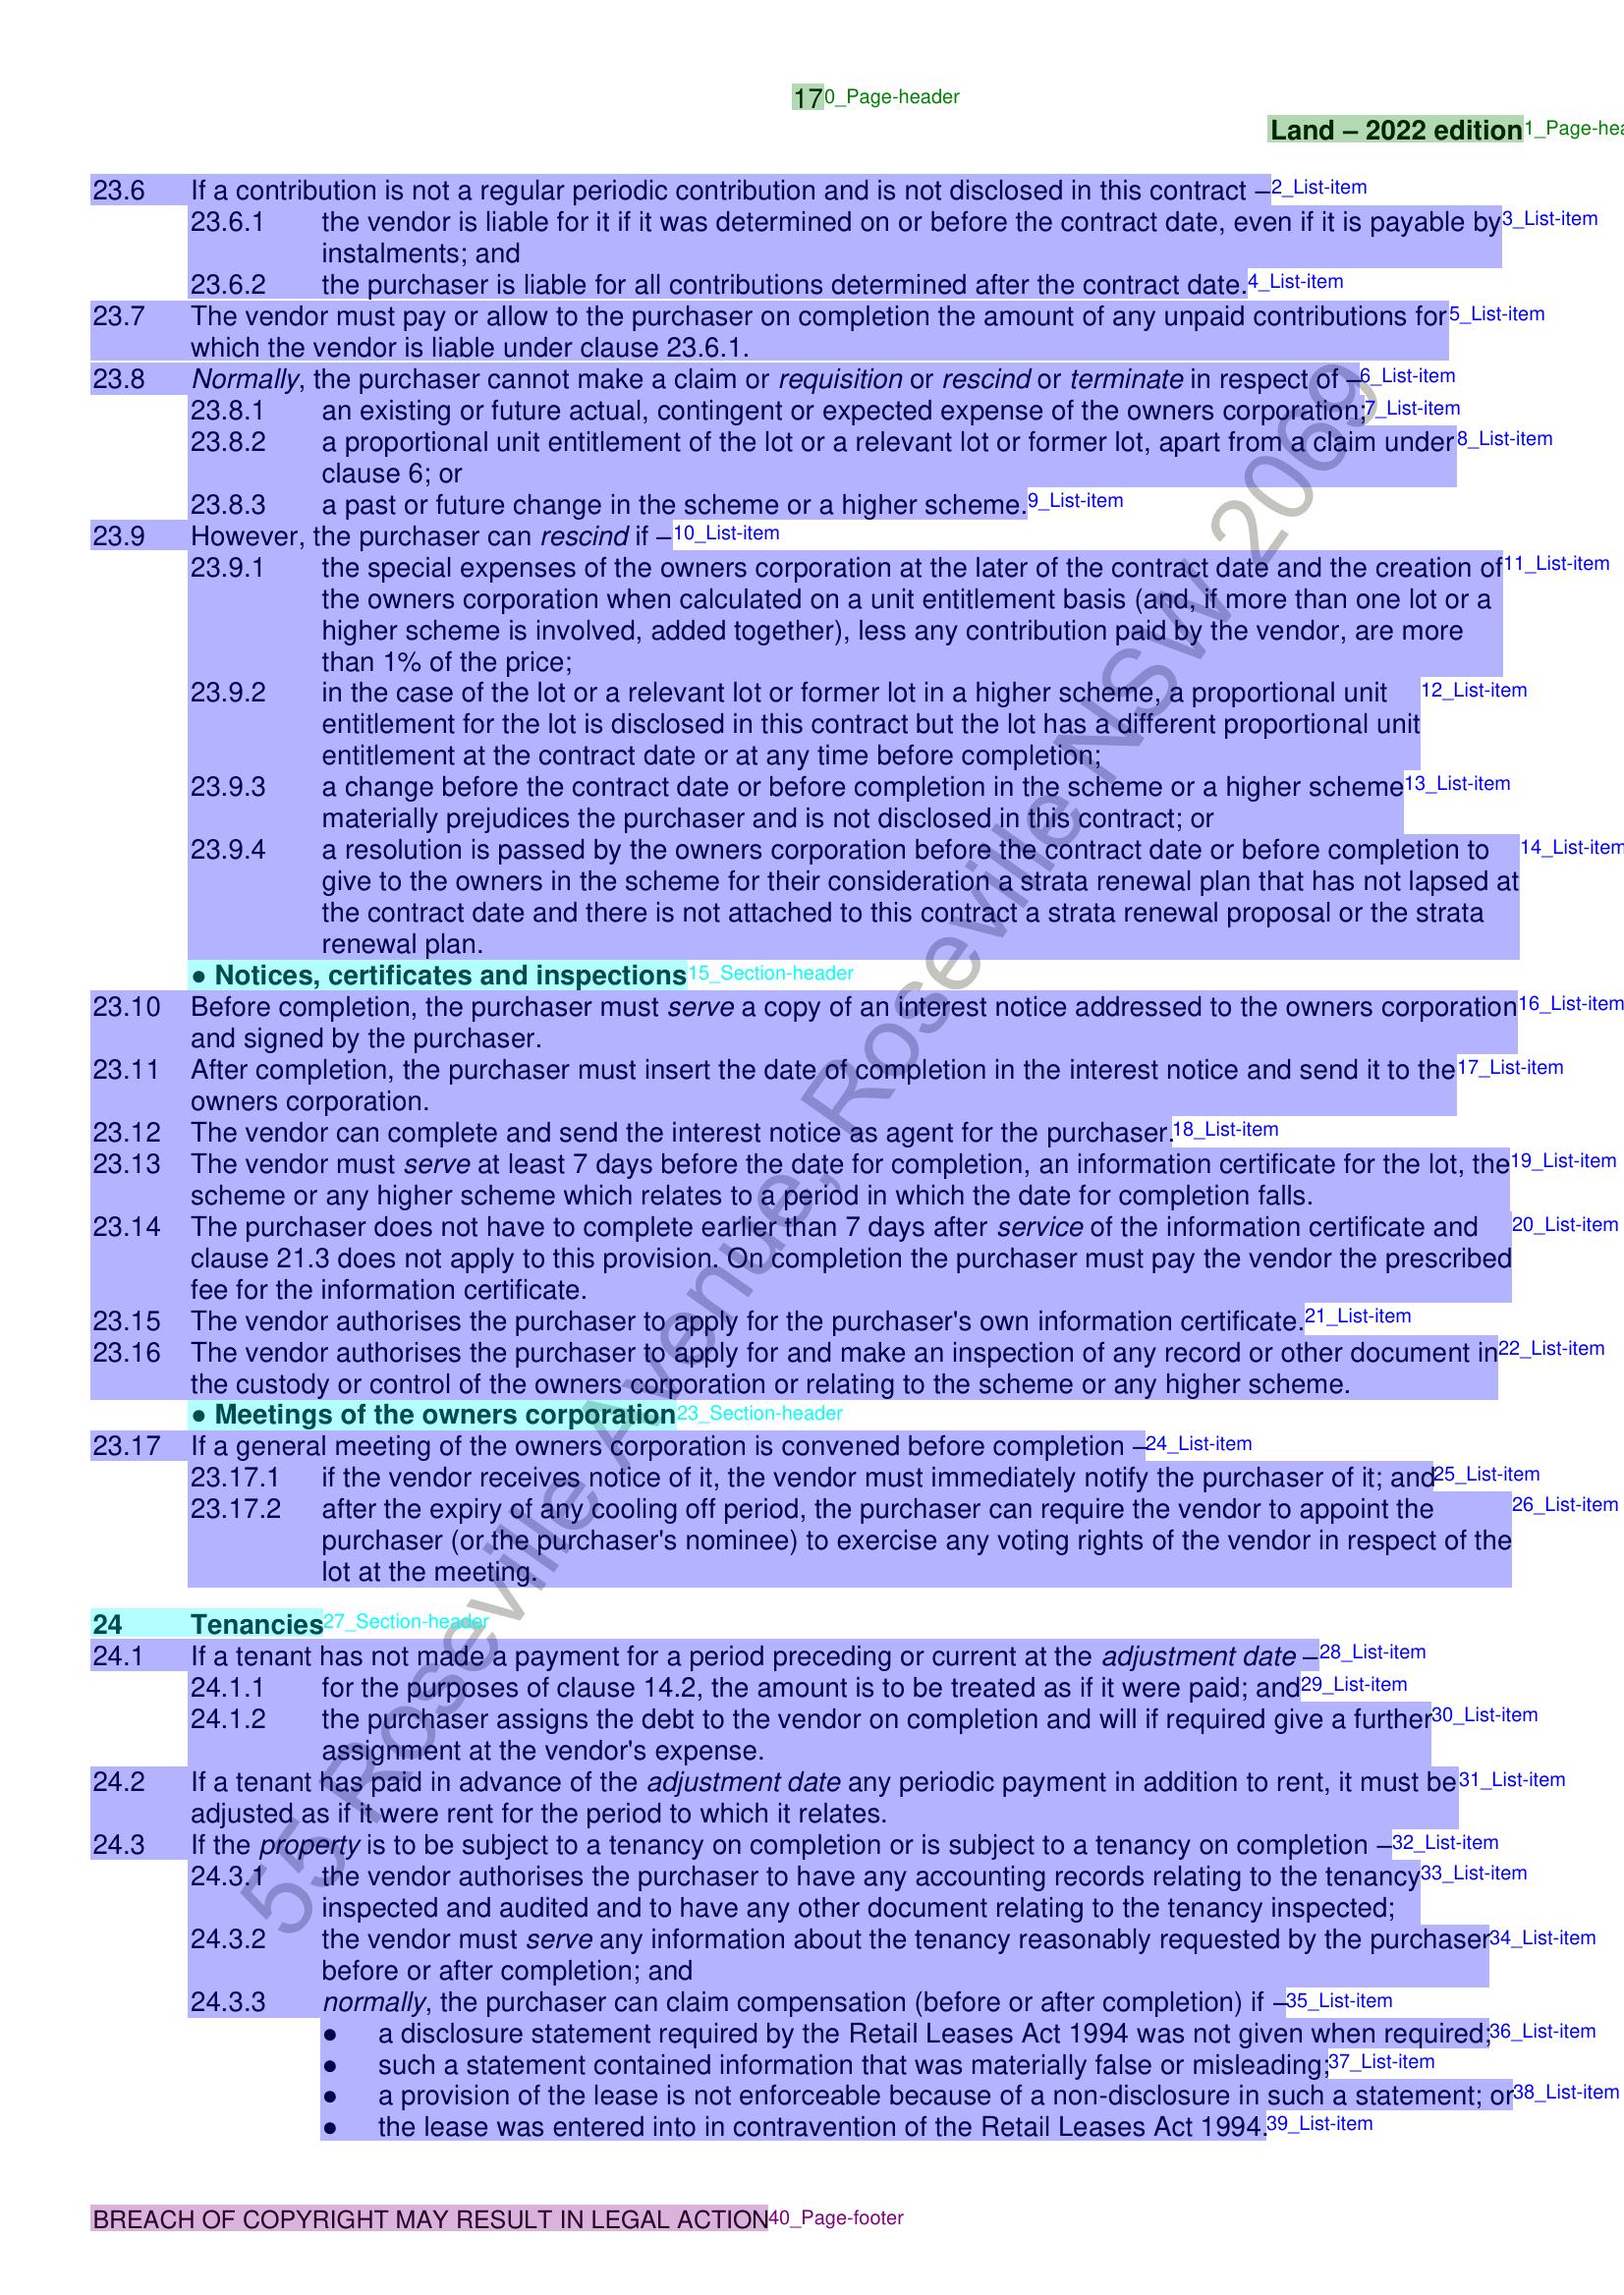 170_Page-header
Land – 2022 edition1_Page-hea
23.6 If a contribution is not a regular periodic contribution and is not disclosed in this contract –2_List-item
23.6.1 the vendor is liable for it if it was determined on or before the contract date, even if it is payable by3_List-item
instalments; and
23.6.2 the purchaser is liable for all contributions determined after the contract date.4_List-item
23.7 The vendor must pay or allow to the purchaser on completion the amount of any unpaid contributions for5_List-item
which the vendor is liable under clause 23.6.1.
23.8 Normally, the purchaser cannot make a claim or requisition or rescind or terminate in respect of –6_List-item
23.8.1 an existing or future actual, contingent or expected expense of the owners corporation;7_List-item
23.8.2 a proportional unit entitlement of the lot or a relevant lot or former lot, apart from a claim under8_List-item
clause 6; or
23.8.3 a past or future change in the scheme or a higher scheme.9_List-item
23.9 However, the purchaser can rescind if –10_List-item
23.9.1 the special expenses of the owners corporation at the later of the contract date and the creation of11_List-item
the owners corporation when calculated on a unit entitlement basis (and, if more than one lot or a
higher scheme is involved, added together), less any contribution paid by the vendor, are more
than 1% of the price;
23.9.2 in the case of the lot or a relevant lot or former lot in a higher scheme, a proportional unit 12_List-item
entitlement for the lot is disclosed in this contract but the lot has a different proportional unit
entitlement at the contract date or at any time before completion;
23.9.3 a change before the contract date or before completion in the scheme or a higher scheme13_List-item
materially prejudices the purchaser and is not disclosed in this contract; or
23.9.4 a resolution is passed by the owners corporation before the contract date or before completion to 14_List-item
give to the owners in the scheme for their consideration a strata renewal plan that has not lapsed at
the contract date and there is not attached to this contract a strata renewal proposal or the strata
renewal plan.
● Notices, certificates and inspections15_Section-header
23.10 Before completion, the purchaser must serve a copy of an interest notice addressed to the owners corporation16_List-item
and signed by the purchaser.
23.11 After completion, the purchaser must insert the date of completion in the interest notice and send it to the17_List-item
owners corporation.
23.12 The vendor can complete and send the interest notice as agent for the purchaser.18_List-item
23.13 The vendor must serve at least 7 days before the date for completion, an information certificate for the lot, the19_List-item
scheme or any higher scheme which relates to a period in which the date for completion falls.
23.14 The purchaser does not have to complete earlier than 7 days after service of the information certificate and 20_List-item
clause 21.3 does not apply to this provision. On completion the purchaser must pay the vendor the prescribed
fee for the information certificate.
23.15 The vendor authorises the purchaser to apply for the purchaser's own information certificate.21_List-item
23.16 The vendor authorises the purchaser to apply for and make an inspection of any record or other document in22_List-item
the custody or control of the owners corporation or relating to the scheme or any higher scheme.
● Meetings of the owners corporation23_Section-header
23.17 If a general meeting of the owners corporation is convened before completion –24_List-item
23.17.1 if the vendor receives notice of it, the vendor must immediately notify the purchaser of it; and25_List-item
23.17.2 after the expiry of any cooling off period, the purchaser can require the vendor to appoint the 26_List-item
purchaser (or the purchaser's nominee) to exercise any voting rights of the vendor in respect of the
lot at the meeting.
24 Tenancies27_Section-header
24.1 If a tenant has not made a payment for a period preceding or current at the adjustment date –28_List-item
24.1.1 for the purposes of clause 14.2, the amount is to be treated as if it were paid; and29_List-item
24.1.2 the purchaser assigns the debt to the vendor on completion and will if required give a further30_List-item
assignment at the vendor's expense.
24.2 If a tenant has paid in advance of the adjustment date any periodic payment in addition to rent, it must be31_List-item
adjusted as if it were rent for the period to which it relates.
24.3 If the property is to be subject to a tenancy on completion or is subject to a tenancy on completion –32_List-item
24.3.1 the vendor authorises the purchaser to have any accounting records relating to the tenancy33_List-item
inspected and audited and to have any other document relating to the tenancy inspected;
24.3.2 the vendor must serve any information about the tenancy reasonably requested by the purchaser34_List-item
before or after completion; and
24.3.3 normally, the purchaser can claim compensation (before or after completion) if –35_List-item
● a disclosure statement required by the Retail Leases Act 1994 was not given when required;36_List-item
● such a statement contained information that was materially false or misleading;37_List-item
● a provision of the lease is not enforceable because of a non-disclosure in such a statement; or38_List-item
● the lease was entered into in contravention of the Retail Leases Act 1994.39_List-item
BREACH OF COPYRIGHT MAY RESULT IN LEGAL ACTION40_Page-footer
55 Roseville Avenue, Roseville NSW 2069